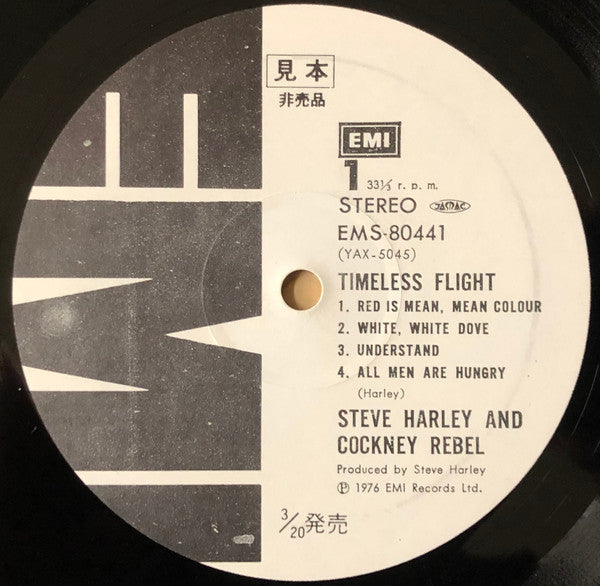 見本
非売品
EMI
1 33⅓ r. p. m.
STEREO JASRAC
EMS-80441
(YAX-5045)
TIMELESS FLIGHT
1. RED IS MEAN, MEAN COLOUR
2. WHITE, WHITE DOVE
3. UNDERSTAND
4. ALL MEN ARE HUNGRY
(Harley)
STEVE HARLEY AND
COCKNEY REBEL
Produced by Steve Harley
℗ 1976 EMI Records Ltd.
3/20発売
EMI